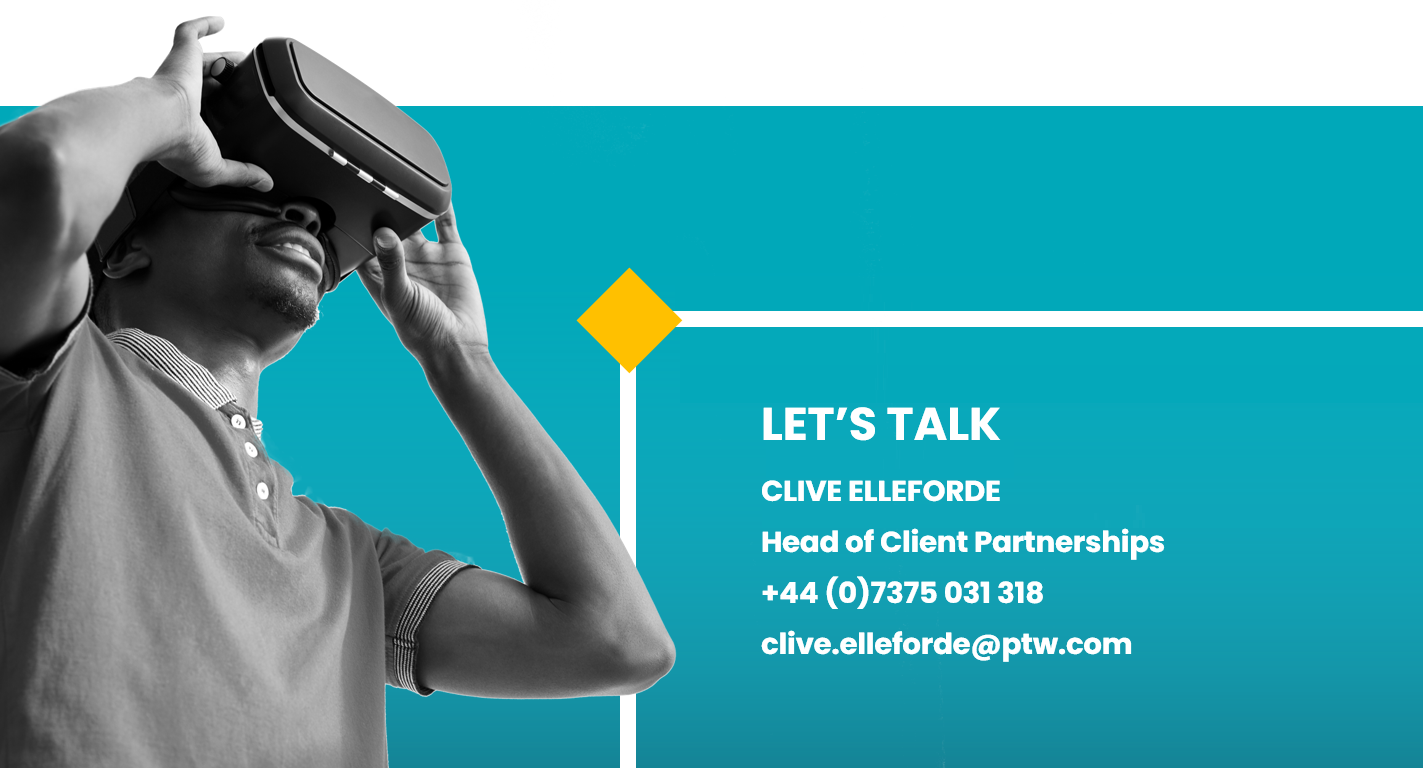 LET’S TALK
CLIVE ELLEFORDE
Head of Client Partnerships
+44 (0)7375 031 318
clive.elleforde@ptw.com